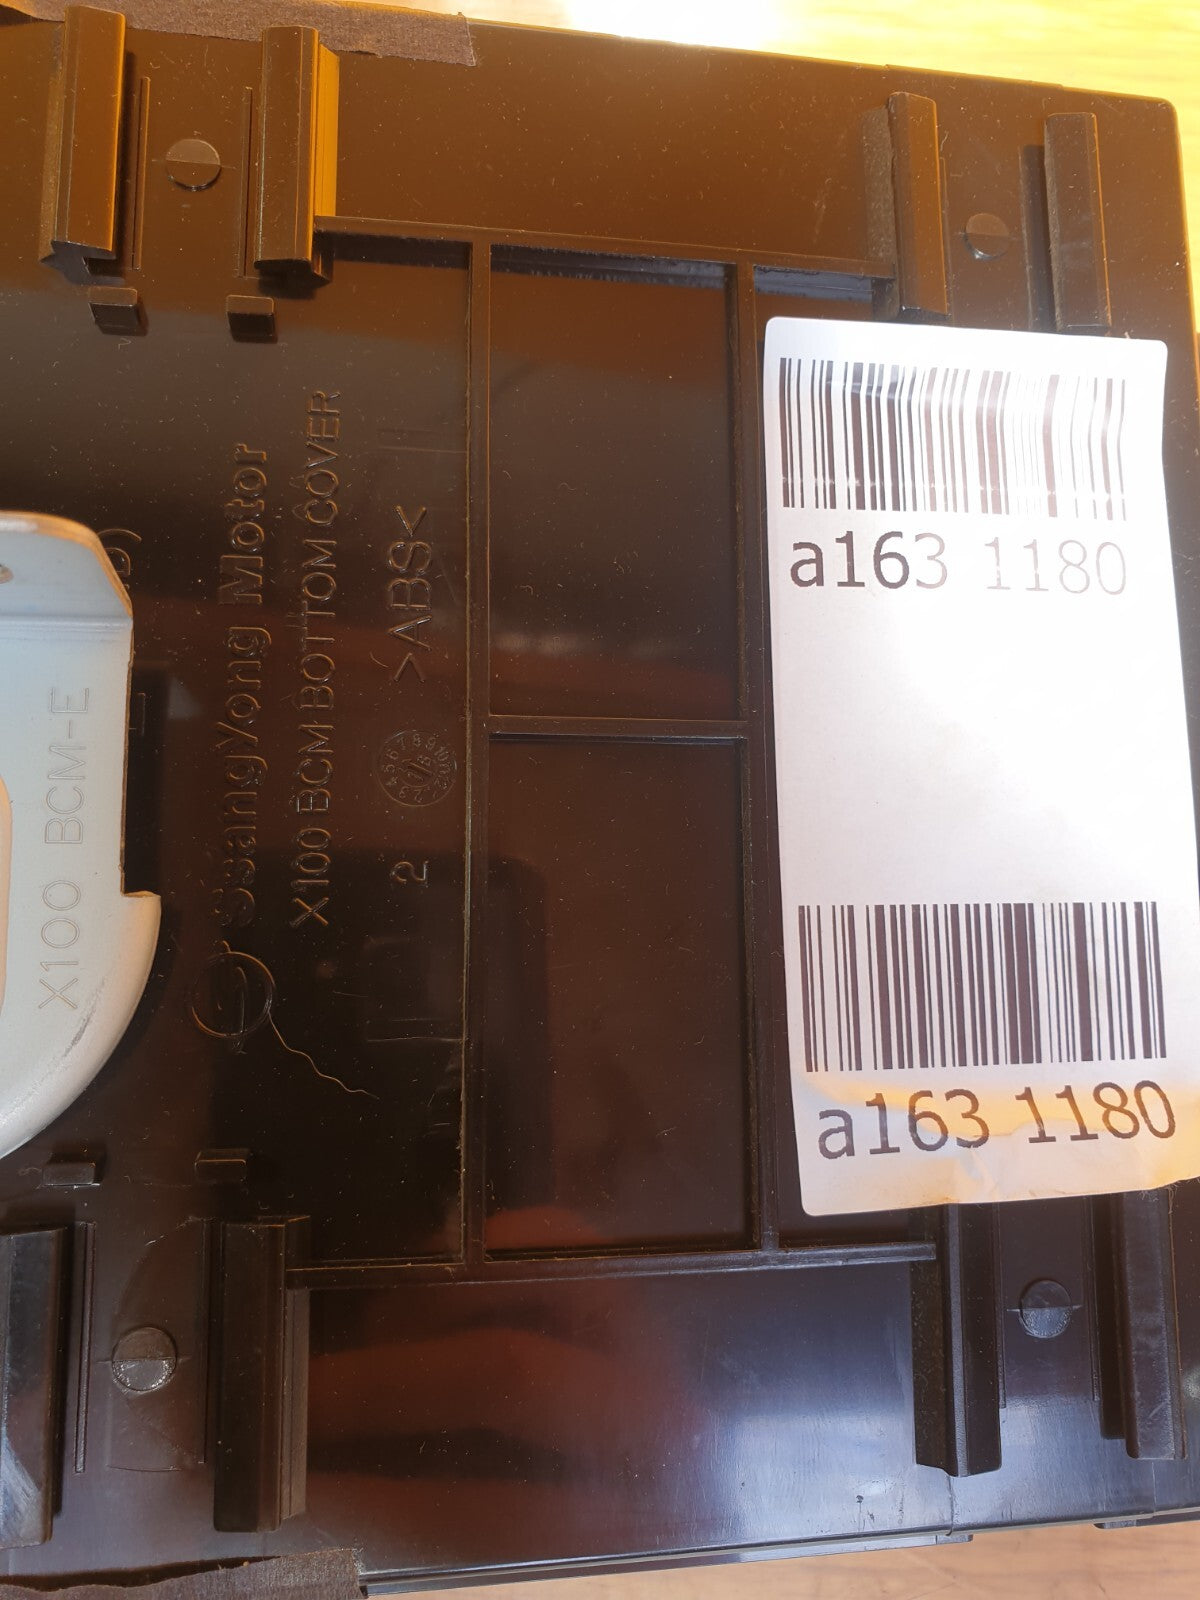 SsangYong Motor
X100 BCM BOTTOM COVER
>ABS<
2
X100 BCM-E
a163 1180
a163 1180